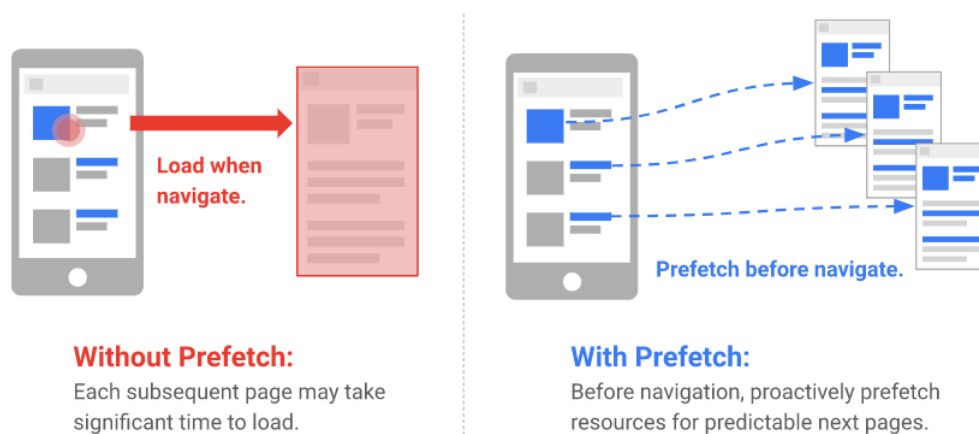 Load when
navigate.
Prefetch before navigate.
Without Prefetch:
Each subsequent page may take
significant time to load.
With Prefetch:
Before navigation, proactively prefetch
resources for predictable next pages.